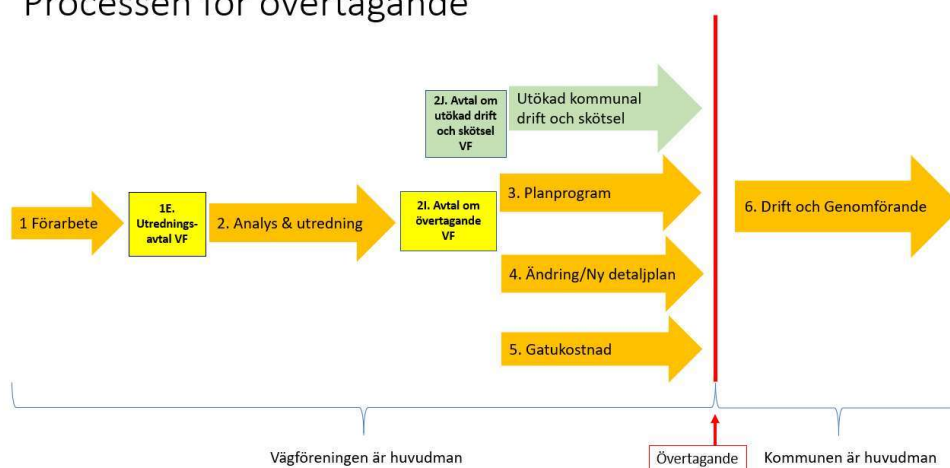 Processen för övertagande
2J. Avtal om
utökad drift
och skötsel
VF
Utökad kommunal
drift och skötsel
1 Förarbete
1E.
Utrednings-
avtal VF
2. Analys & utredning
2I. Avtal om
övertagande
VF
3. Planprogram
6. Drift och Genomförande
4. Ändring/Ny detaljplan
5. Gatukostnad
Vägföreningen är huvudman
Övertagande
Kommunen är huvudman